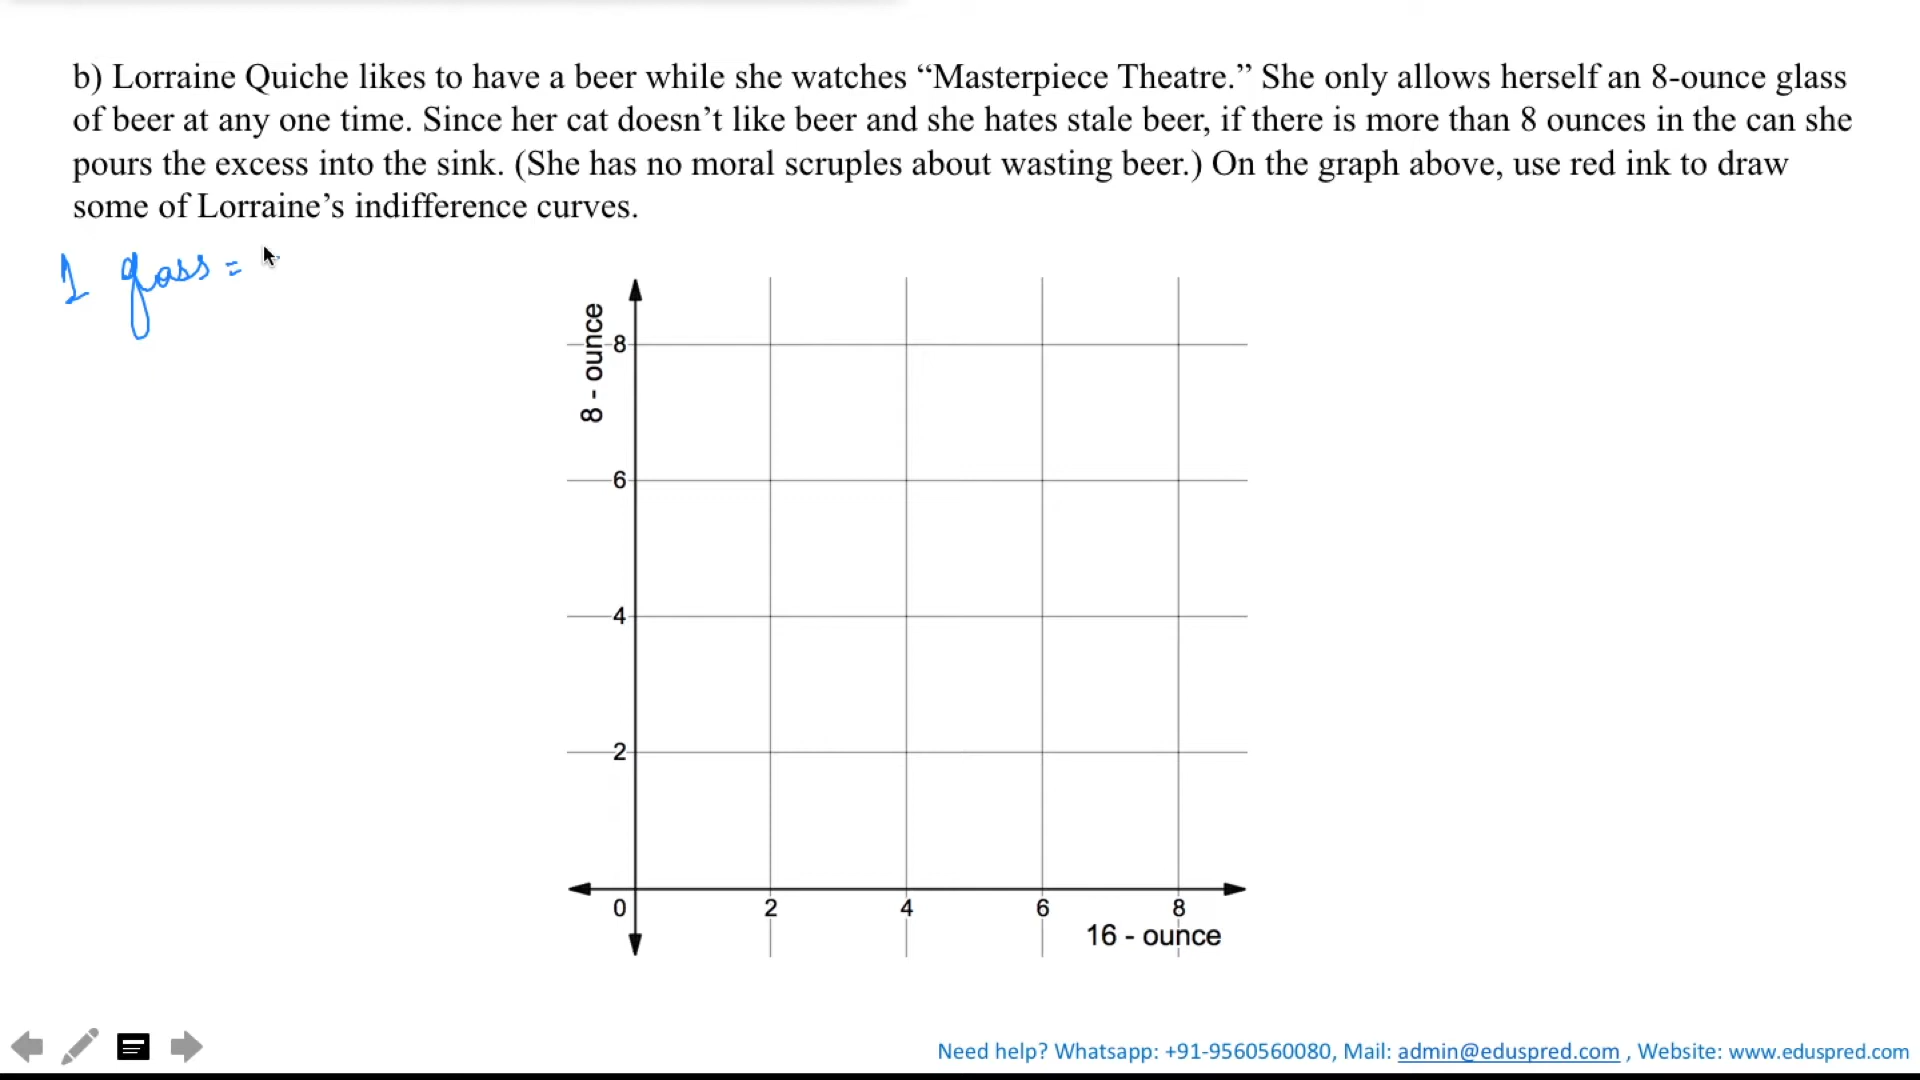 b) Lorraine Quiche likes to have a beer while she watches “Masterpiece Theatre.” She only allows herself an 8-ounce glass
of beer at any one time. Since her cat doesn’t like beer and she hates stale beer, if there is more than 8 ounces in the can she
pours the excess into the sink. (She has no moral scruples about wasting beer.) On the graph above, use red ink to draw
some of Lorraine’s indifference curves.
1 glass =
8 - ounce
8
6
4
2
0 2 4 6 8
16 - ounce
Need help? Whatsapp: +91-9560560080, Mail: admin@eduspred.com , Website: www.eduspred.com